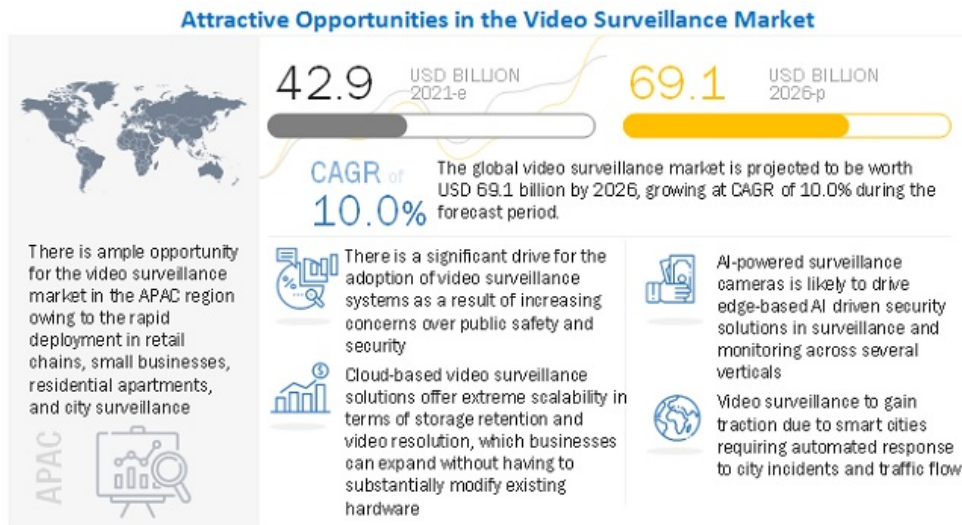 Attractive Opportunities in the Video Surveillance Market
42.9
USD BILLION
2021-e
69.1
USD BILLION
2026-p
CAGR of
10.0%
The global video surveillance market is projected to be worth
USD 69.1 billion by 2026, growing at CAGR of 10.0% during the
forecast period.
There is ample opportunity
for the video surveillance
market in the APAC region
owing to the rapid
deployment in retail
chains, small businesses,
residential apartments,
and city surveillance
APAC
There is a significant drive for the
adoption of video surveillance
systems as a result of increasing
concerns over public safety and
security
Cloud-based video surveillance
solutions offer extreme scalability in
terms of storage retention and
video resolution, which businesses
can expand without having to
substantially modify existing
hardware
AI-powered surveillance
cameras is likely to drive
edge-based AI driven security
solutions in surveillance and
monitoring across several
verticals
Video surveillance to gain
traction due to smart cities
requiring automated response
to city incidents and traffic flow